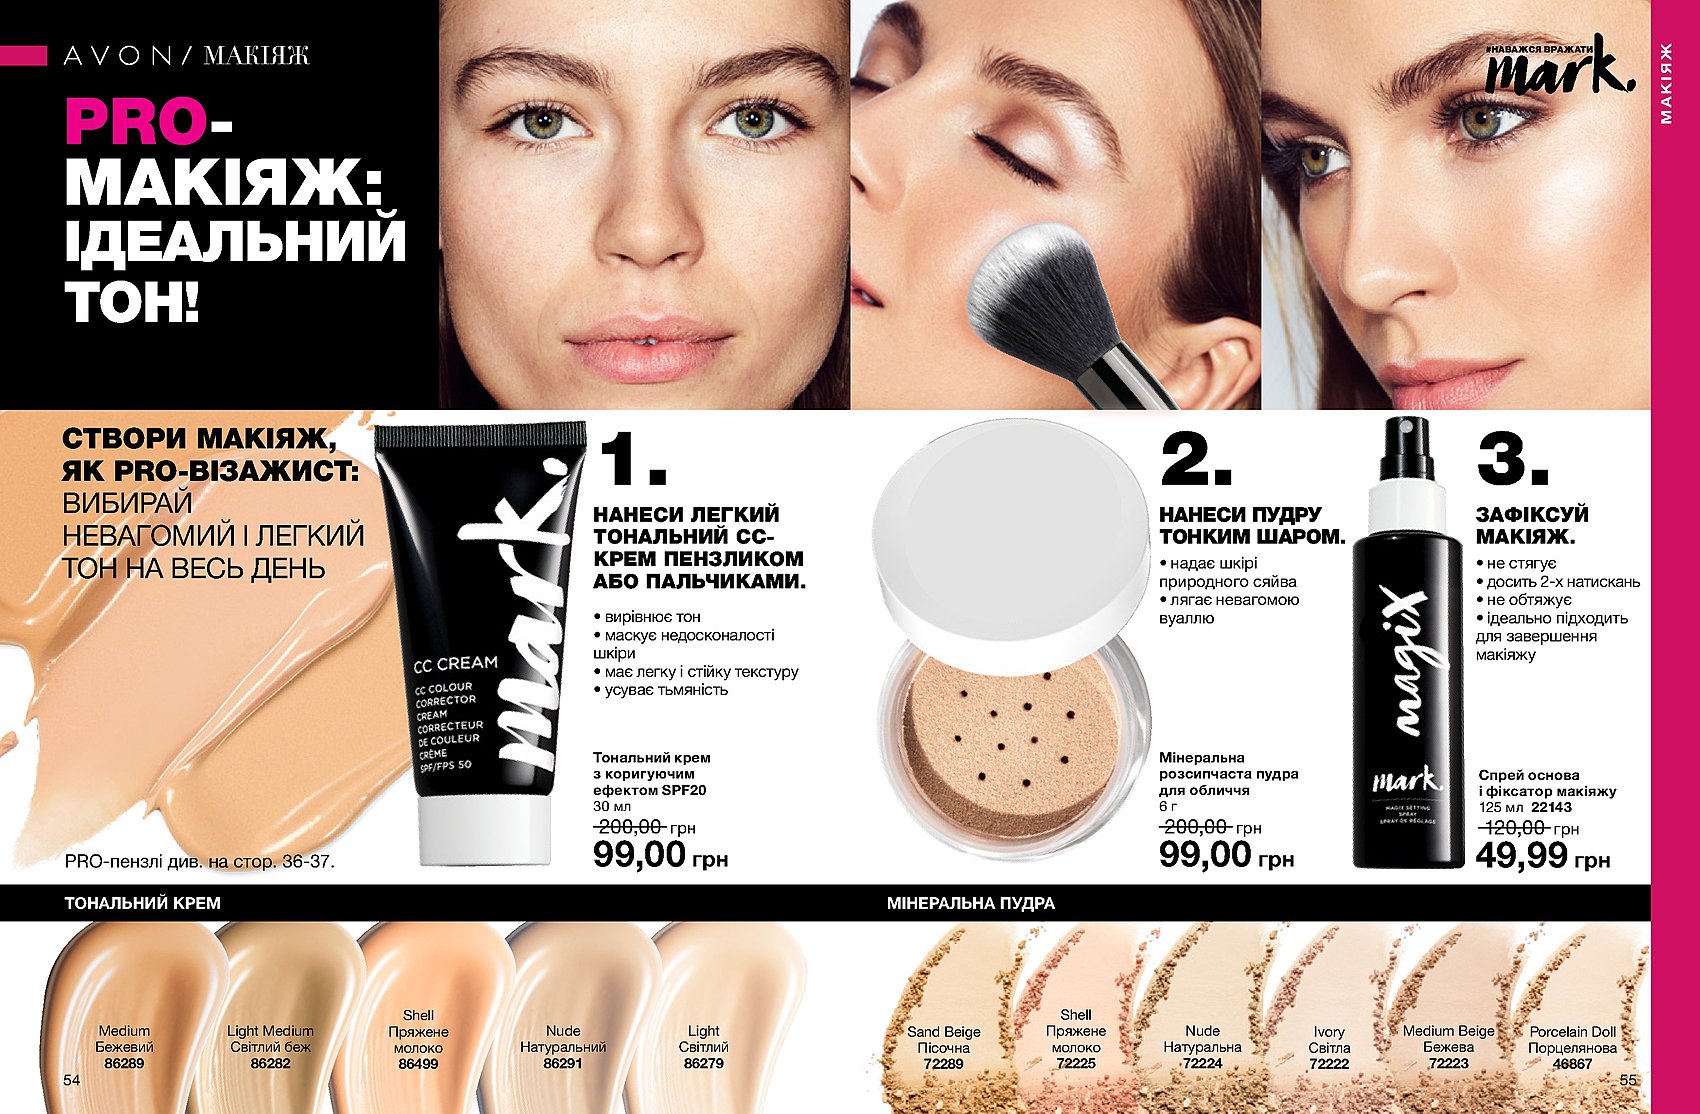 AVON/ МАКІЯЖ
PRO-
МАКІЯЖ:
ІДЕАЛЬНИЙ
ТОН!
#НАВАЖСЯ ВРАЖАТИ
mark.
МАКІЯЖ
СТВОРИ МАКІЯЖ,
ЯК PRO-ВІЗАЖИСТ:
ВИБИРАЙ
НЕВАГОМИЙ І ЛЕГКИЙ
ТОН НА ВЕСЬ ДЕНЬ
PRO-пензлі див. на стор. 36-37.
mark.
CC CREAM
CC COLOUR
CORRECTOR
CREAM
CORRECTEUR
DE COULEUR
CRÈME
SPF/FPS 50
1.
НАНЕСИ ЛЕГКИЙ
ТОНАЛЬНИЙ СС-
КРЕМ ПЕНЗЛИКОМ
АБО ПАЛЬЧИКАМИ.
• вирівнює тон
• маскує недосконалості
шкіри
• має легку і стійку текстуру
• усуває тьмяність
Тональний крем
з коригуючим
ефектом SPF20
30 мл
200,00 грн
99,00 грн
2.
НАНЕСИ ПУДРУ
ТОНКИМ ШАРОМ.
• надає шкірі
природного сяйва
• лягає невагомою
вуаллю
Мінеральна
розсипчаста пудра
для обличчя
6 г
200,00 грн
99,00 грн
magix
mark.
MAGIX SETTING
SPRAY
SPRAY DE RÉGLAGE
3.
ЗАФІКСУЙ
МАКІЯЖ.
• не стягує
• досить 2-х натискань
• не обтяжує
• ідеально підходить
для завершення
макіяжу
Спрей основа
і фіксатор макіяжу
125 мл 22143
120,00 грн
49,99 грн
ТОНАЛЬНИЙ КРЕМ
Medium
Бежевий
86289
Light Medium
Світлий беж
86282
Shell
Пряжене
молоко
86499
Nude
Натуральний
86291
Light
Світлий
86279
54
МІНЕРАЛЬНА ПУДРА
Sand Beige
Пісочна
72289
Shell
Пряжене
молоко
72225
Nude
Натуральна
72224
Ivory
Світла
72222
Medium Beige
Бежева
72223
Porcelain Doll
Порцелянова
46867
55